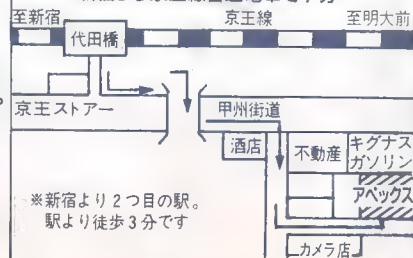 京王線
至新宿
至明大前
代田橋
京王ストアー
甲州街道
酒店
不動産
キグナス
ガソリン
アペックス
※新宿より2つ目の駅。
駅より徒歩3分です
カメラ店